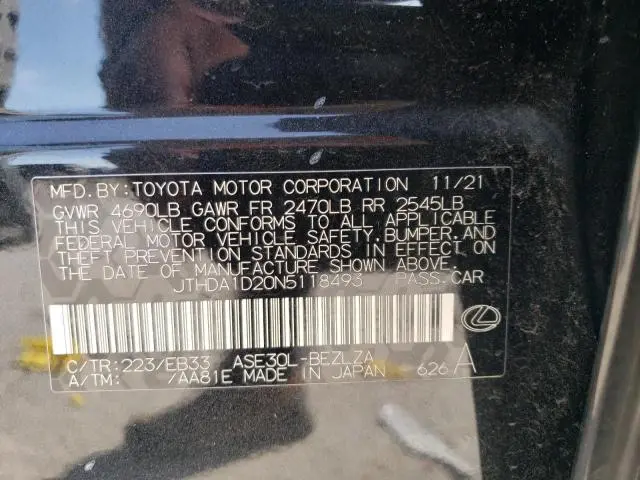 MFD. BY: TOYOTA MOTOR CORPORATION 11/21
GVWR 4690LB GAWR FR 2470LB RR 2545LB
THIS VEHICLE CONFORMS TO ALL APPLICABLE
FEDERAL MOTOR VEHICLE SAFETY, BUMPER, AND
THEFT PREVENTION STANDARDS IN EFFECT ON
THE DATE OF MANUFACTURE SHOWN ABOVE.
JTHDA1D20N5118493 PASS. CAR
C/TR: 223/EB33 ASE30L-BEZLZA
A/TM: /AA81E MADE IN JAPAN 626 A